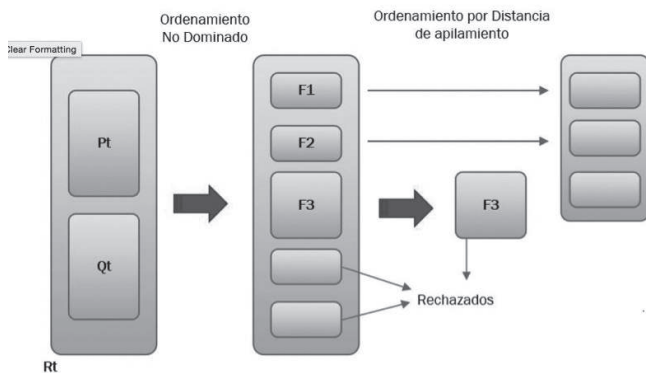 Ordenamiento
No Dominado
Ordenamiento por Distancia
de apilamiento
Clear Formatting
Pt
Qt
Rt
F1
F2
F3
F3
Rechazados